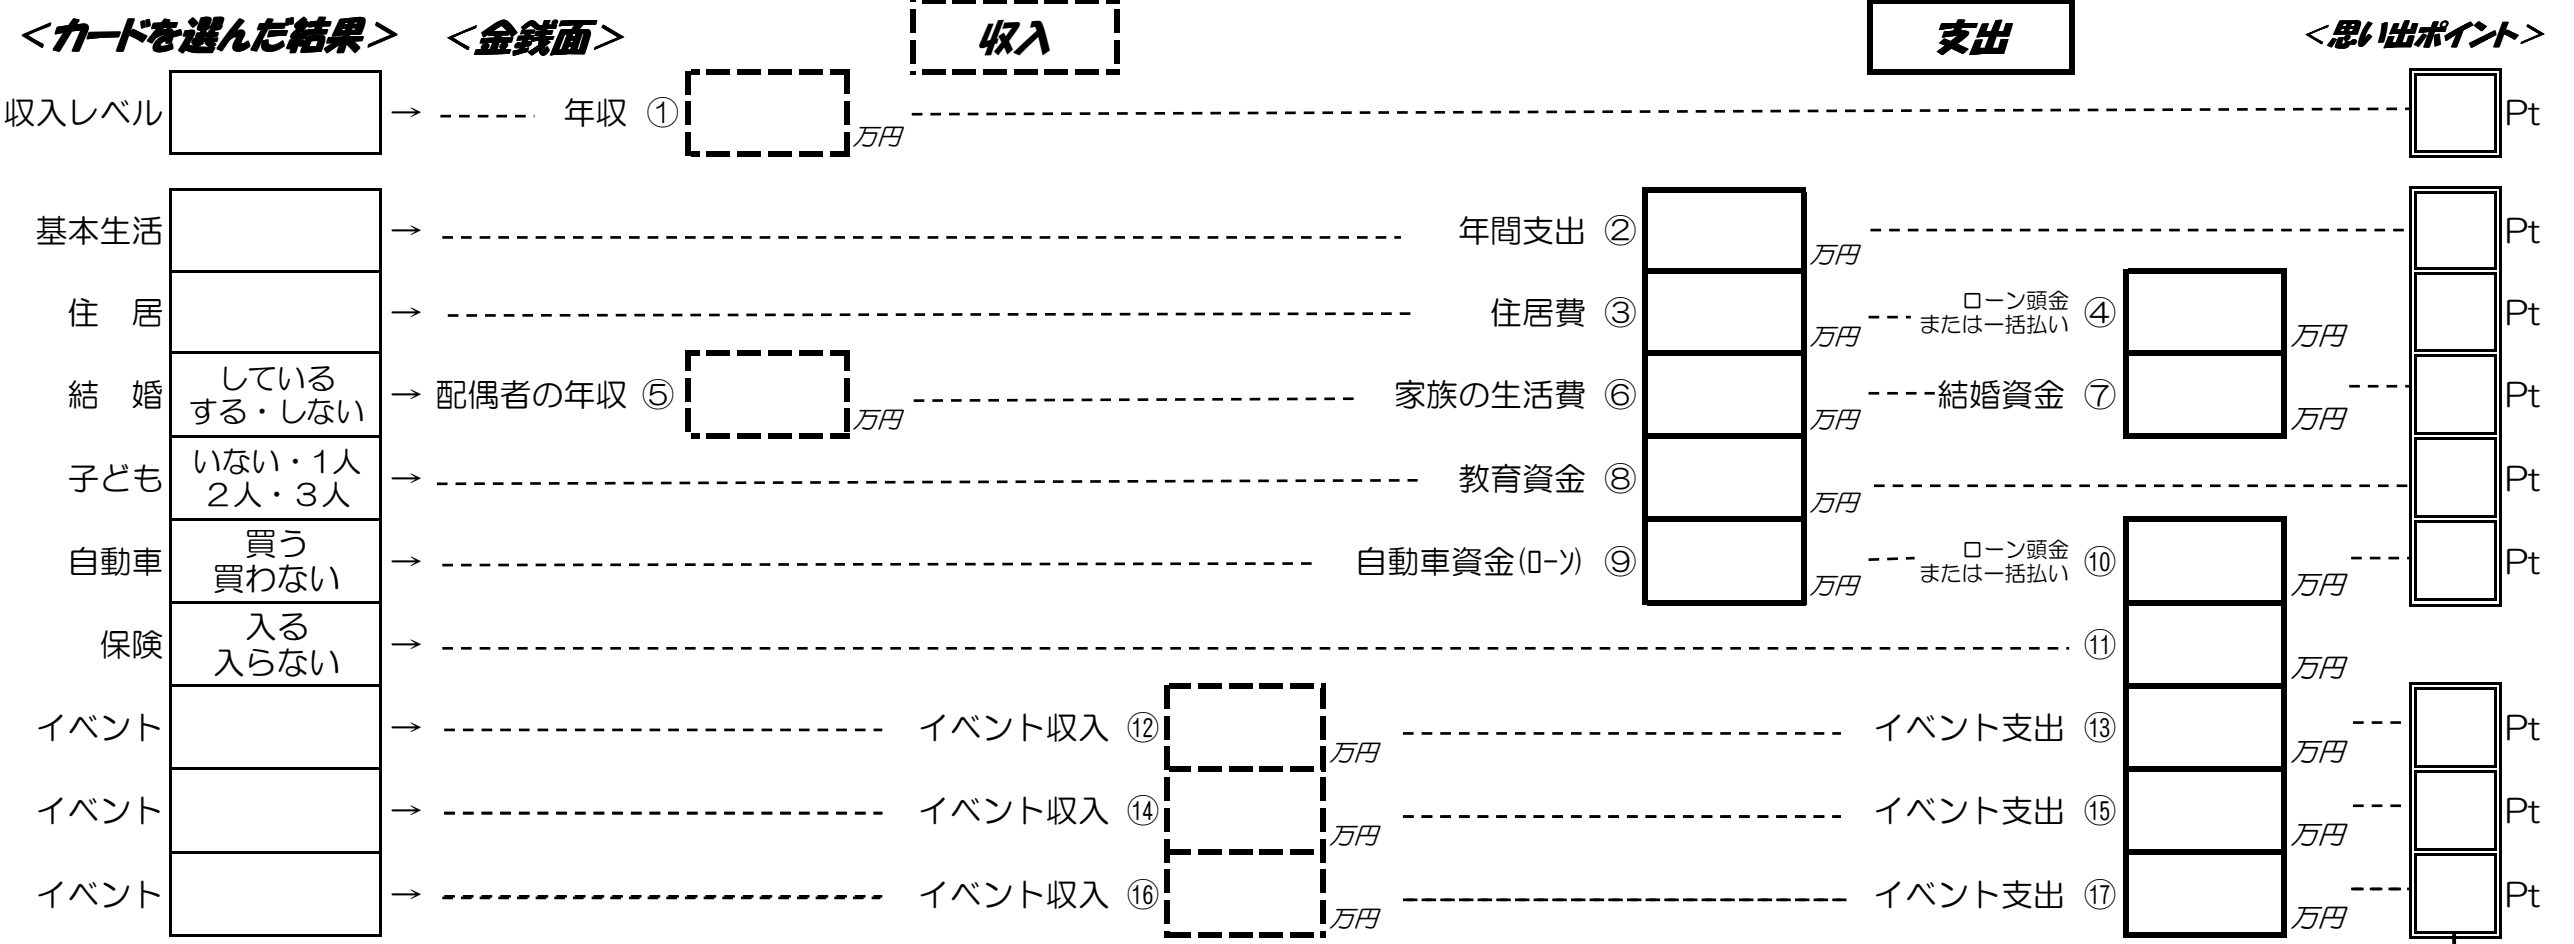 ＜カードを選んだ結果＞ ＜金銭面＞ 収入 支出 ＜思い出ポイント＞
収入レベル → 年収 ① 万円 Pt
基本生活 → 年間支出 ② 万円 Pt
住　居 → 住居費 ③ 万円 ローン頭金
または一括払い ④ 万円 Pt
結　婚 している
する・しない → 配偶者の年収 ⑤ 万円 家族の生活費 ⑥ 万円 結婚資金 ⑦ 万円 Pt
子ども いない・1人
２人・３人 → 教育資金 ⑧ 万円 Pt
自動車 買う
買わない → 自動車資金(ﾛｰﾝ) ⑨ 万円 ローン頭金
または一括払い ⑩ 万円 Pt
保険 入る
入らない → ⑪ 万円
イベント → イベント収入 ⑫ 万円 イベント支出 ⑬ 万円 Pt
イベント → イベント収入 ⑭ 万円 イベント支出 ⑮ 万円 Pt
イベント → イベント収入 ⑯ 万円 イベント支出 ⑰ 万円 Pt